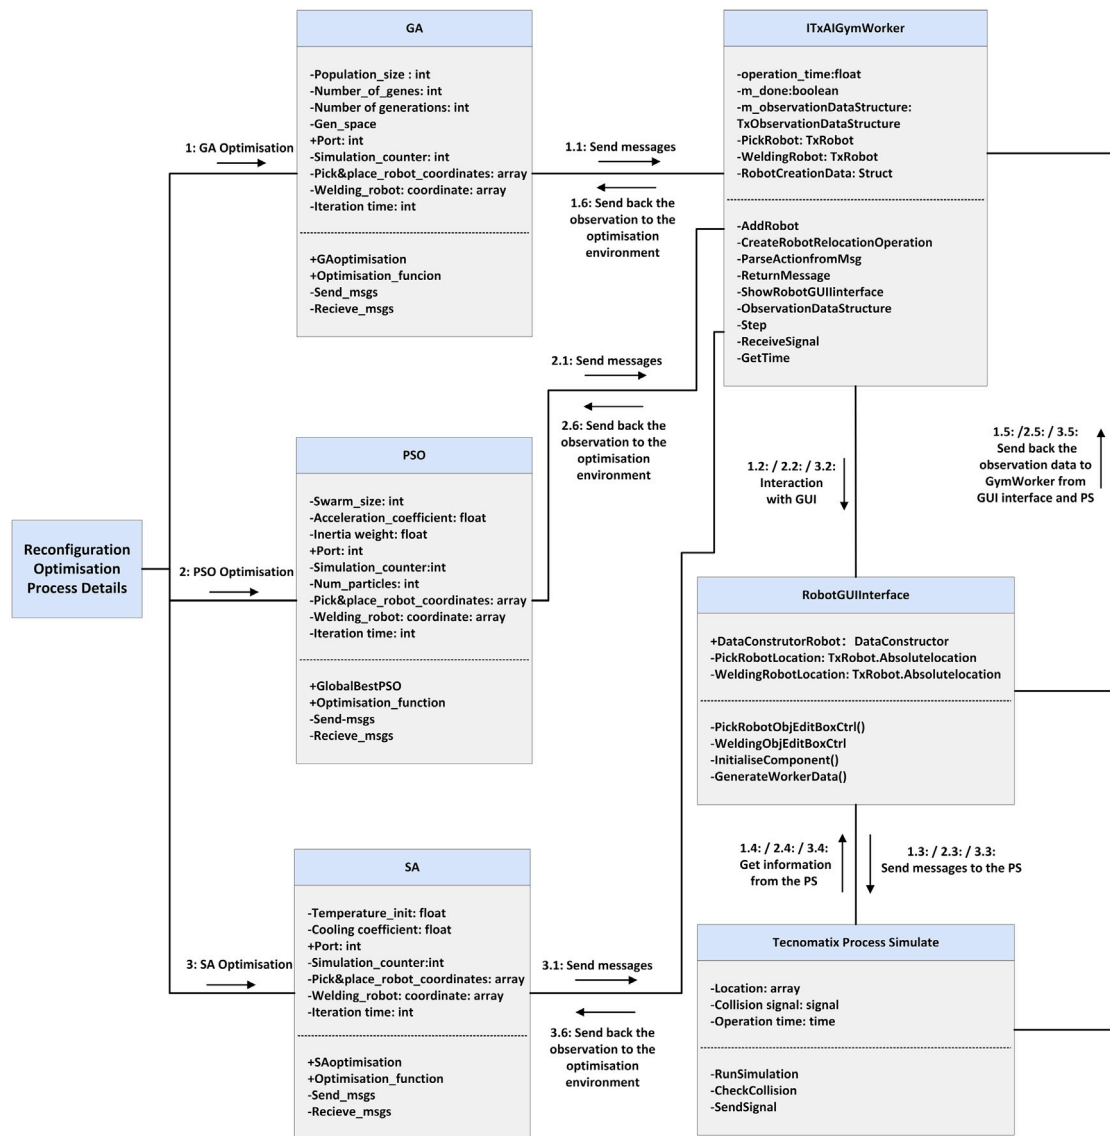 GA
-Population_size : int
-Number_of_genes: int
-Number of generations: int
-Gen_space
+Port: int
-Simulation_counter: int
-Pick&place_robot_coordinates: array
-Welding_robot: coordinate: array
-Iteration time: int
+GAoptimisation
+Optimisation_funcion
-Send_msgs
-Recieve_msgs
ITxAIGymWorker
-operation_time:float
-m_done:boolean
-m_observationDataStructure:
TxObservationDataStructure
-PickRobot: TxRobot
-WeldingRobot: TxRobot
-RobotCreationData: Struct
-AddRobot
-CreateRobotRelocationOperation
-ParseActionfromMsg
-ReturnMessage
-ShowRobotGUIinterface
-ObservationDataStructure
-Step
-ReceiveSignal
-GetTime
1: GA Optimisation
1.1: Send messages
1.6: Send back the
observation to the
optimisation
environment
2.1: Send messages
2.6: Send back the
observation to the
optimisation
environment
PSO
-Swarm_size: int
-Acceleration_coefficient: float
-Inertia weight: float
+Port: int
-Simulation_counter:int
-Num_particles: int
-Pick&place_robot_coordinates: array
-Welding_robot: coordinate: array
-Iteration time: int
+GlobalBestPSO
+Optimisation_function
-Send-msgs
-Recieve_msgs
1.2: / 2.2: / 3.2:
Interaction
with GUI
1.5: /2.5: / 3.5:
Send back the
observation data to
GymWorker from
GUI interface and PS
Reconfiguration
Optimisation
Process Details
2: PSO Optimisation
RobotGUIInterface
+DataConstrutorRobot：DataConstructor
-PickRobotLocation: TxRobot.Absolutelocation
-WeldingRobotLocation: TxRobot.Absolutelocation
-PickRobotObjEditBoxCtrl()
-WeldingObjEditBoxCtrl
-InitialiseComponent()
-GenerateWorkerData()
1.4: / 2.4: / 3.4:
Get information
from the PS
1.3: / 2.3: / 3.3:
Send messages to the PS
SA
-Temperature_init: float
-Cooling coefficient: float
+Port: int
-Simulation_counter:int
-Pick&place_robot_coordinates: array
-Welding_robot: coordinate: array
-Iteration time: int
+SAoptimisation
+Optimisation_function
-Send_msgs
-Recieve_msgs
3: SA Optimisation
3.1: Send messages
3.6: Send back the
observation to the
optimisation
environment
Tecnomatix Process Simulate
-Location: array
-Collision signal: signal
-Operation time: time
-RunSimulation
-CheckCollision
-SendSignal